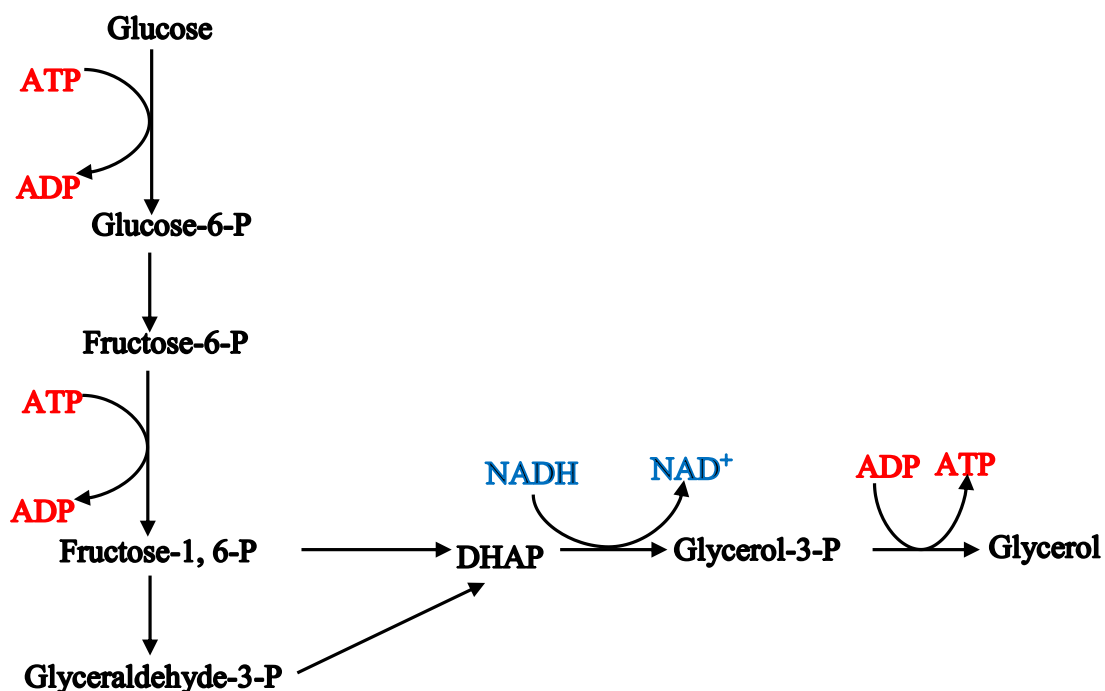 Glucose
ATP
ADP
Glucose-6-P
Fructose-6-P
ATP
ADP
NADH
NAD⁺
ADP
ATP
Fructose-1, 6-P
DHAP
Glycerol-3-P
Glycerol
Glyceraldehyde-3-P